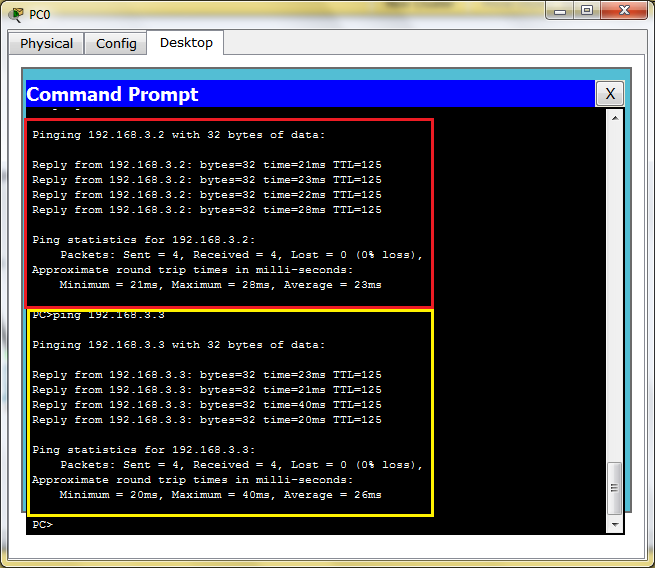 PC0
Physical Config Desktop
Command Prompt
X
Pinging 192.168.3.2 with 32 bytes of data:
Reply from 192.168.3.2: bytes=32 time=21ms TTL=125
Reply from 192.168.3.2: bytes=32 time=23ms TTL=125
Reply from 192.168.3.2: bytes=32 time=22ms TTL=125
Reply from 192.168.3.2: bytes=32 time=28ms TTL=125
Ping statistics for 192.168.3.2:
Packets: Sent = 4, Received = 4, Lost = 0 (0% loss),
Approximate round trip times in milli-seconds:
Minimum = 21ms, Maximum = 28ms, Average = 23ms
PC>ping 192.168.3.3
Pinging 192.168.3.3 with 32 bytes of data:
Reply from 192.168.3.3: bytes=32 time=23ms TTL=125
Reply from 192.168.3.3: bytes=32 time=21ms TTL=125
Reply from 192.168.3.3: bytes=32 time=40ms TTL=125
Reply from 192.168.3.3: bytes=32 time=20ms TTL=125
Ping statistics for 192.168.3.3:
Packets: Sent = 4, Received = 4, Lost = 0 (0% loss),
Approximate round trip times in milli-seconds:
Minimum = 20ms, Maximum = 40ms, Average = 26ms
PC>